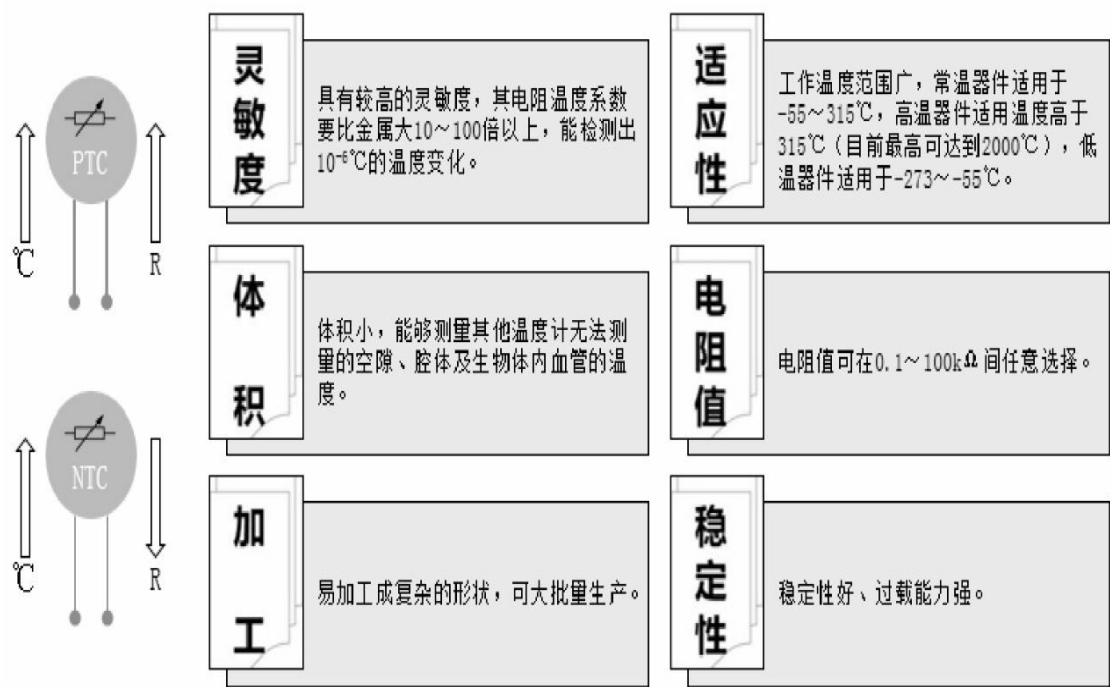 PTC
℃
R
NTC
℃
R
灵敏度
具有较高的灵敏度，其电阻温度系数
要比金属大10～100倍以上，能检测出
10⁻⁶℃的温度变化。
适应性
工作温度范围广，常温器件适用于
-55～315℃，高温器件适用温度高于
315℃（目前最高可达到2000℃），低
温器件适用于-273～-55℃。
体积
体积小，能够测量其他温度计无法测
量的空隙、腔体及生物体内血管的温
度。
电阻值
电阻值可在0.1～100kΩ间任意选择。
加工
易加工成复杂的形状，可大批量生产。
稳定性
稳定性好、过载能力强。